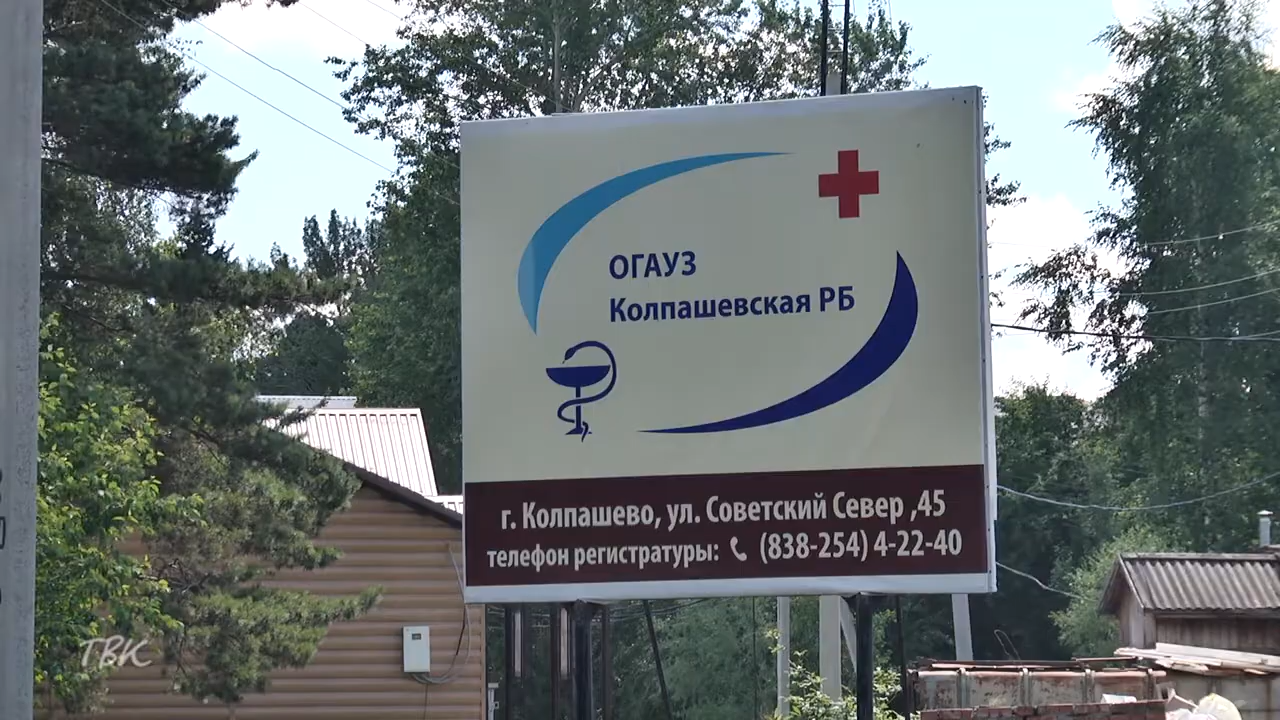 ОГАУЗ
Колпашевская РБ
г. Колпашево, ул. Советский Север ,45
телефон регистратуры: (838-254) 4-22-40
ТВК